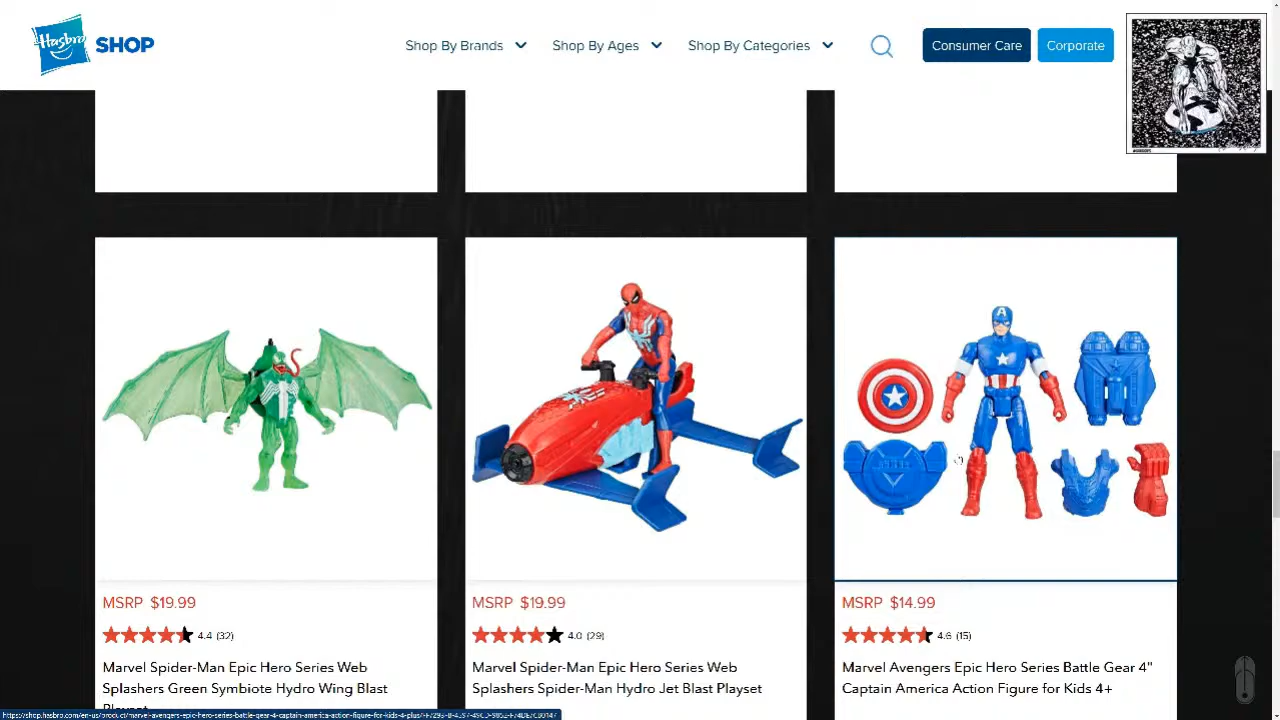 Hasbro SHOP
Shop By Brands
Shop By Ages
Shop By Categories
Consumer Care
Corporate
MSRP $19.99
4.4 (32)
Marvel Spider-Man Epic Hero Series Web
Splashers Green Symbiote Hydro Wing Blast
MSRP $19.99
4.0 (29)
Marvel Spider-Man Epic Hero Series Web
Splashers Spider-Man Hydro Jet Blast Playset
MSRP $14.99
4.6 (15)
Marvel Avengers Epic Hero Series Battle Gear 4"
Captain America Action Figure for Kids 4+